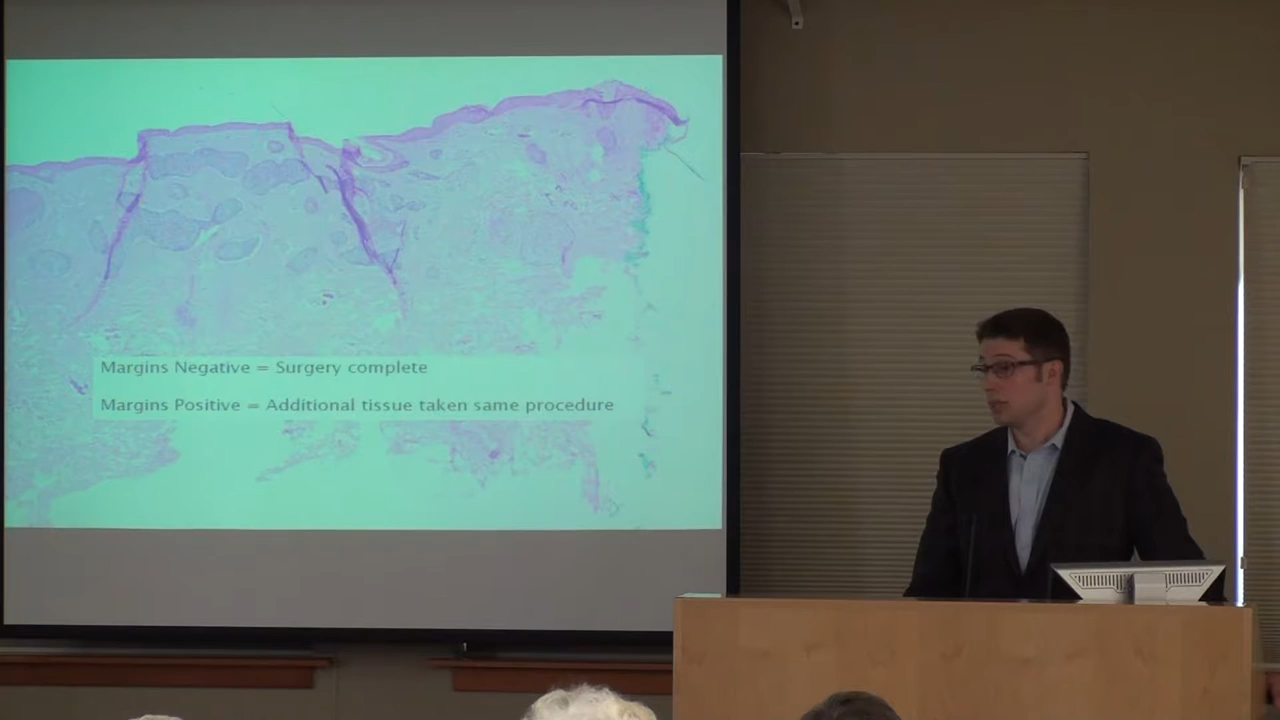 Margins Negative = Surgery complete
Margins Positive = Additional tissue taken same procedure